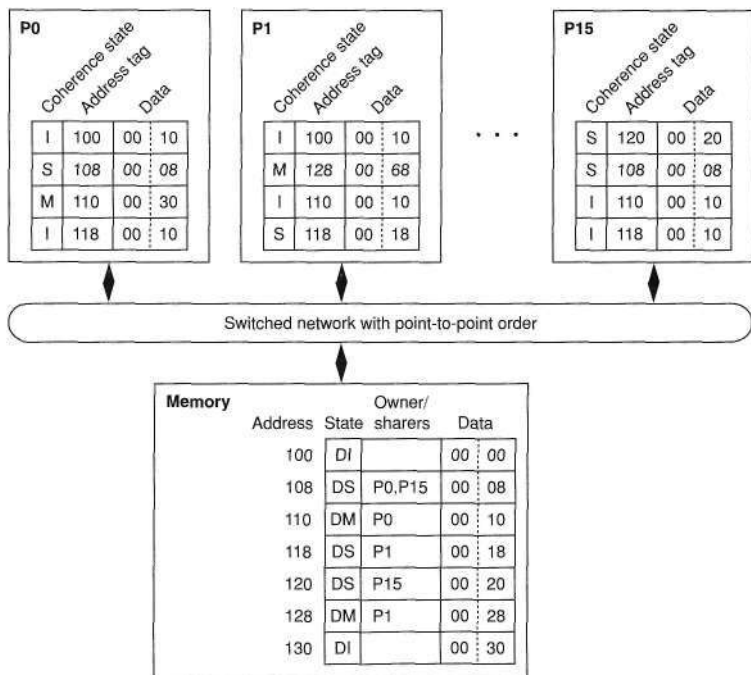 P0
Coherence state
Address tag
Data
I 100 00 10
S 108 00 08
M 110 00 30
I 118 00 10
P1
Coherence state
Address tag
Data
I 100 00 10
M 128 00 68
I 110 00 10
S 118 00 18
. . .
P15
Coherence state
Address tag
Data
S 120 00 20
S 108 00 08
I 110 00 10
I 118 00 10
Switched network with point-to-point order
Memory
Owner/
Address State sharers Data
100 DI 00 00
108 DS P0,P15 00 08
110 DM P0 00 10
118 DS P1 00 18
120 DS P15 00 20
128 DM P1 00 28
130 DI 00 30